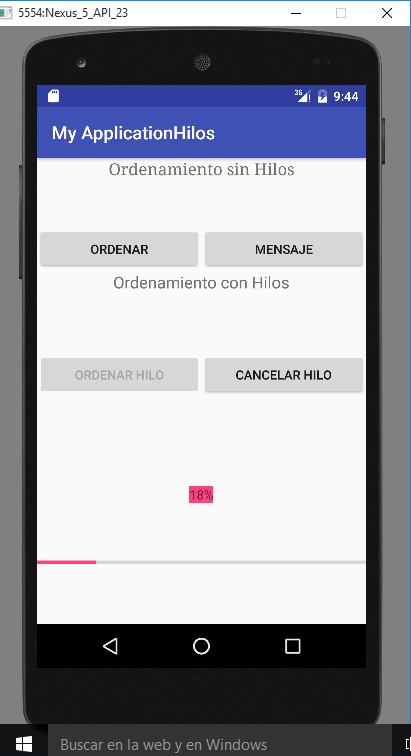 5554:Nexus_5_API_23
3G 9:44
My ApplicationHilos
Ordenamiento sin Hilos
ORDENAR MENSAJE
Ordenamiento con Hilos
ORDENAR HILO CANCELAR HILO
18%
Buscar en la web y en Windows